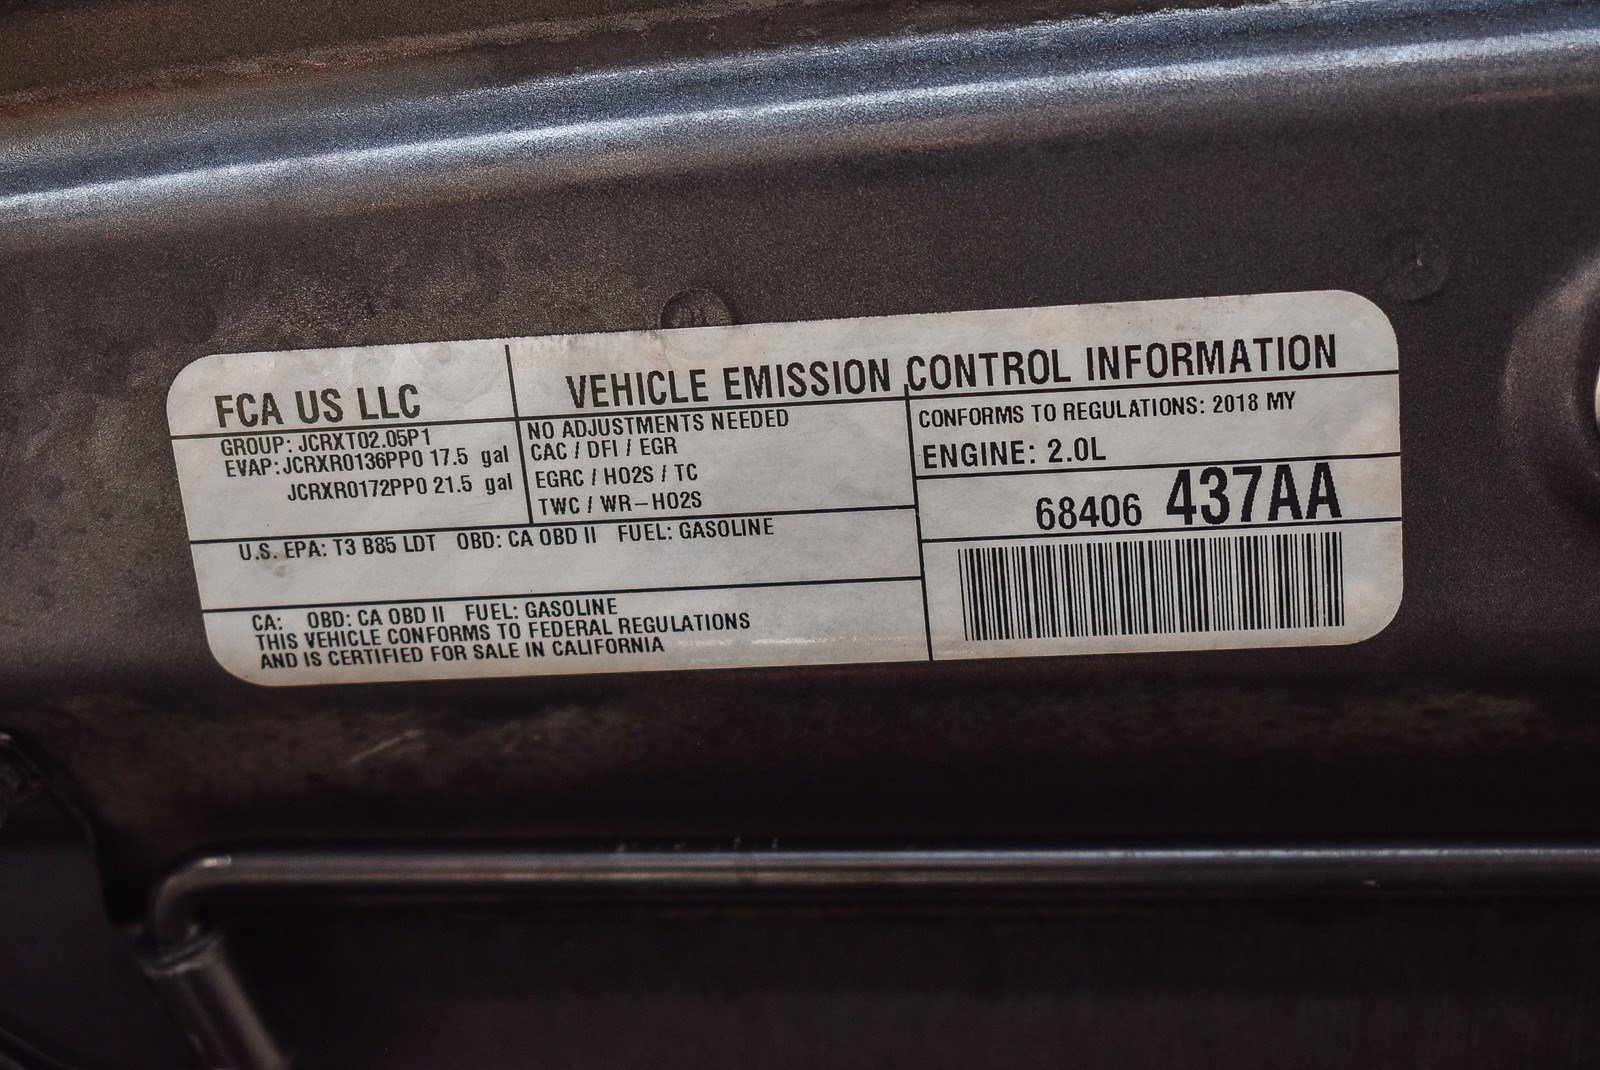 FCA US LLC
VEHICLE EMISSION CONTROL INFORMATION
GROUP: JCRXT02.05P1
EVAP: JCRXR0136PP0 17.5 gal
JCRXR0172PP0 21.5 gal
NO ADJUSTMENTS NEEDED
CAC / DFI / EGR
EGRC / HO2S / TC
TWC / WR-HO2S
CONFORMS TO REGULATIONS: 2018 MY
ENGINE: 2.0L
68406 437AA
U.S. EPA: T3 B85 LDT OBD: CA OBD II FUEL: GASOLINE
CA: OBD: CA OBD II FUEL: GASOLINE
THIS VEHICLE CONFORMS TO FEDERAL REGULATIONS
AND IS CERTIFIED FOR SALE IN CALIFORNIA